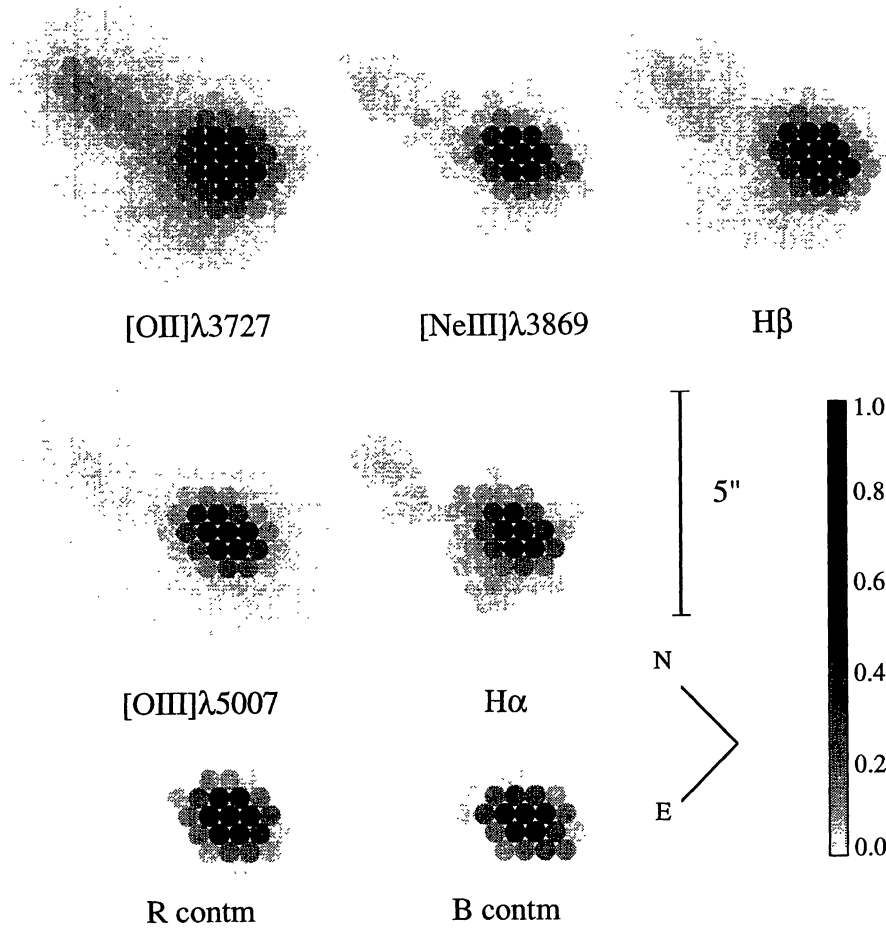 [OII]λ3727
[NeIII]λ3869
Hβ
1.0
0.8
5"
0.6
N
0.4
[OIII]λ5007
Hα
0.2
E
0.0
R contm
B contm